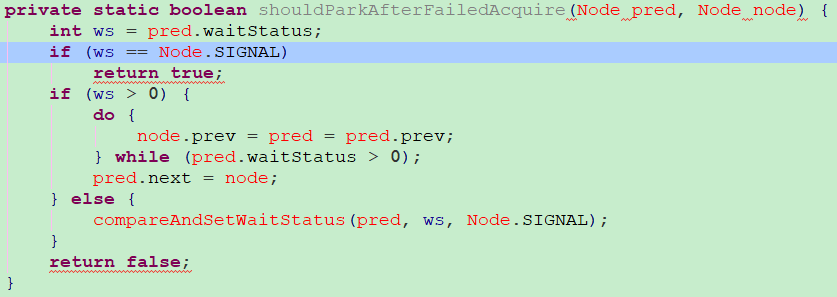 private static boolean shouldParkAfterFailedAcquire(Node pred, Node node) {
    int ws = pred.waitStatus;
    if (ws == Node.SIGNAL)
        return true;
    if (ws > 0) {
        do {
            node.prev = pred = pred.prev;
        } while (pred.waitStatus > 0);
        pred.next = node;
    } else {
        compareAndSetWaitStatus(pred, ws, Node.SIGNAL);
    }
    return false;
}